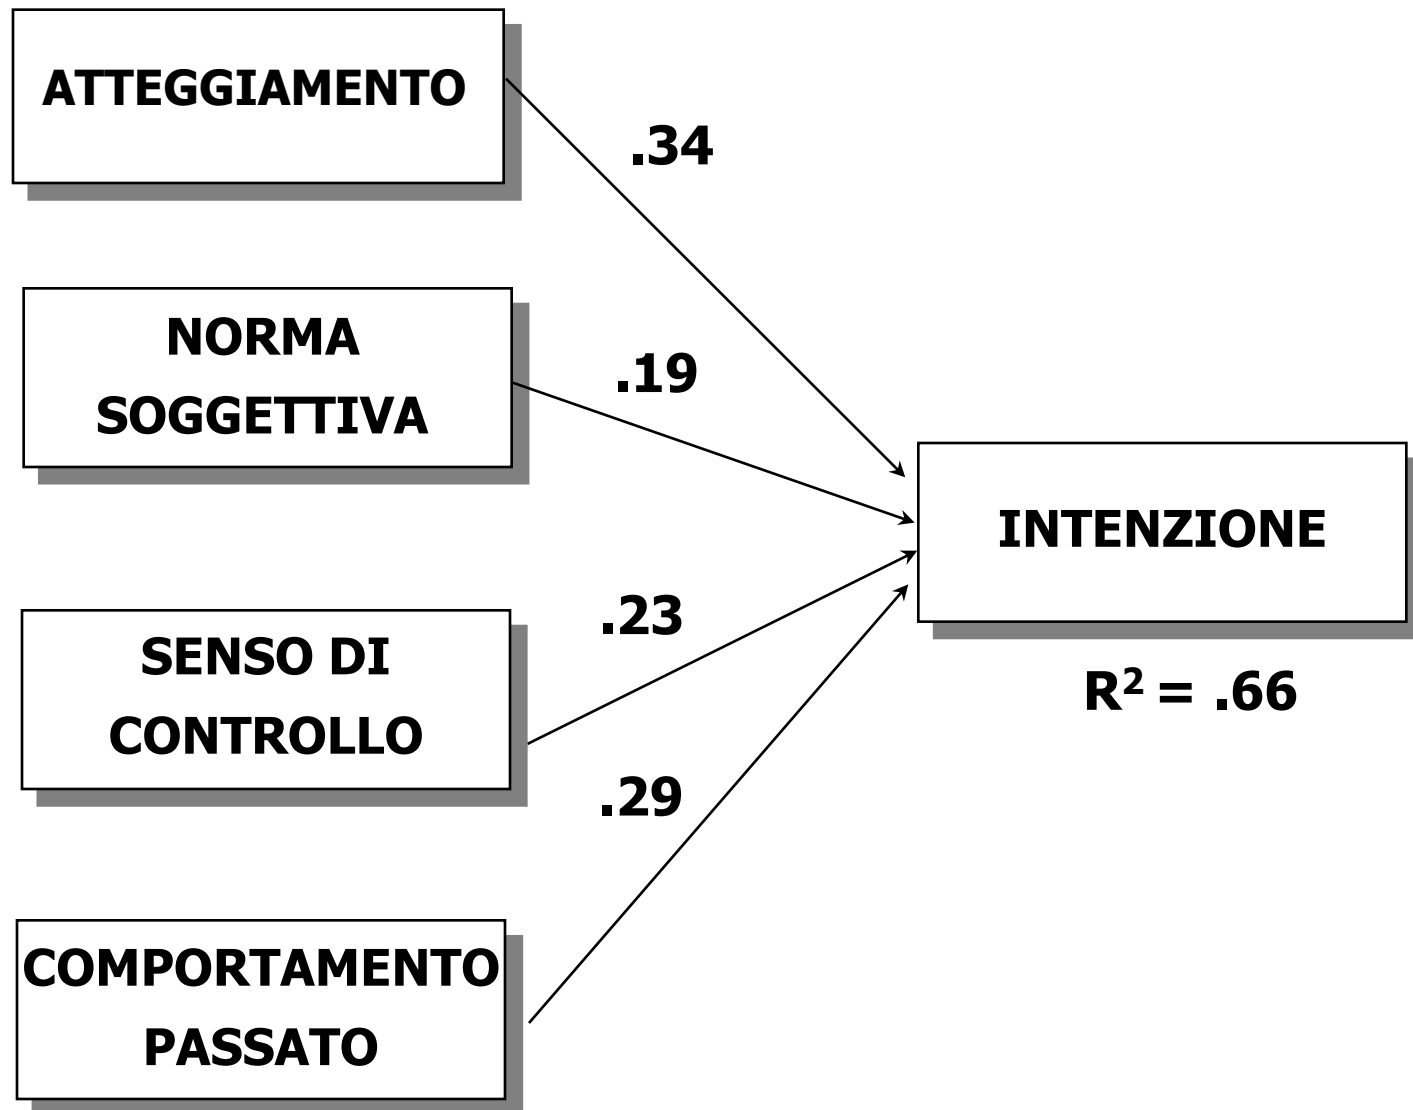 ATTEGGIAMENTO
.34
NORMA
SOGGETTIVA
.19
INTENZIONE
SENSO DI
CONTROLLO
.23
R² = .66
.29
COMPORTAMENTO
PASSATO